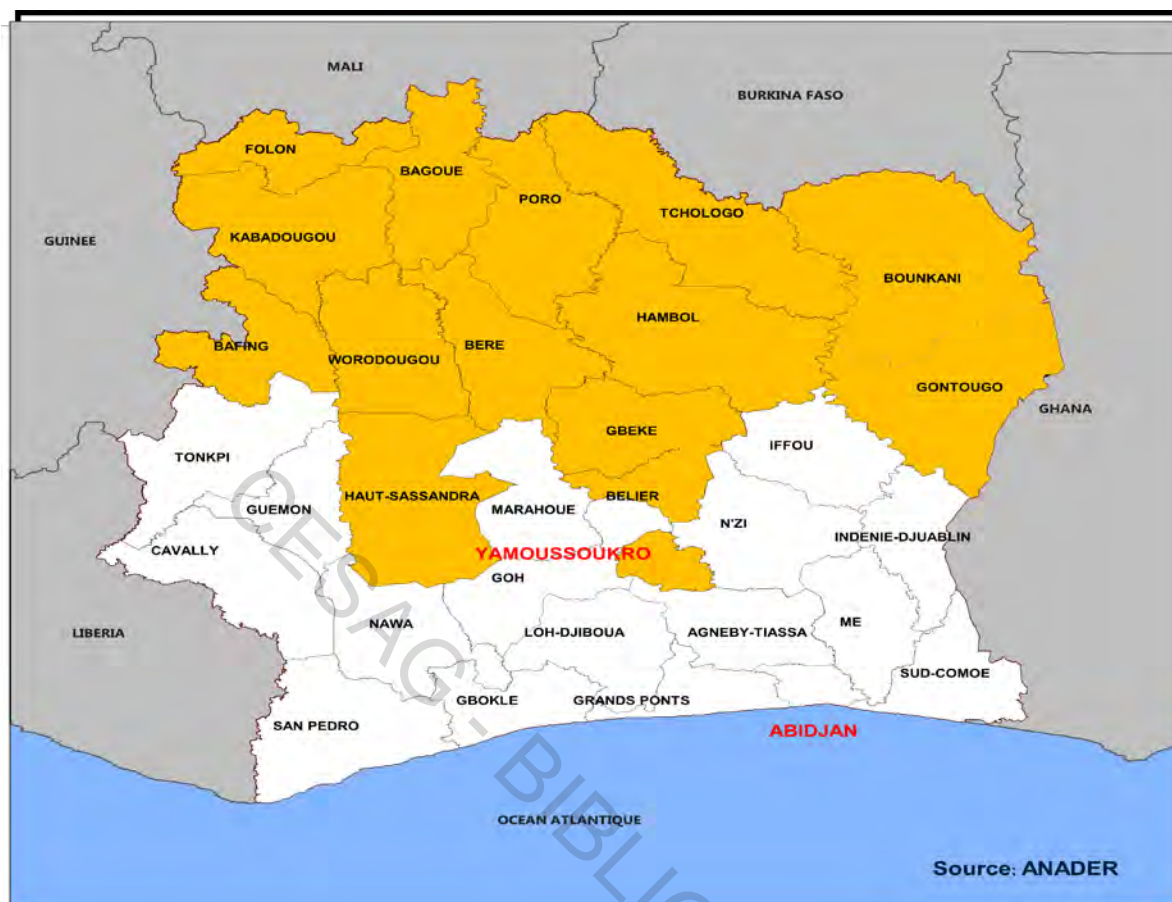 MALI
BURKINA FASO
FOLON
BAGOUE
PORO
TCHOLOGO
KABADOUGOU
GUINEE
BOUNKANI
HAMBOL
BAFING
WORODOUGOU
BERE
GONTOUGO
GHANA
GBEKE
IFFOU
TONKPI
HAUT-SASSANDRA
BELIER
MARAHOUE
GUEMON
N'ZI
INDENIE-DJUABLIN
CAVALLY
YAMOUSSOUKRO
GOH
LIBERIA
NAWA
LOH-DJIBOUA
AGNEBY-TIASSA
ME
SUD-COMOE
GBOKLE
GRANDS PONTS
SAN PEDRO
ABIDJAN
OCEAN ATLANTIQUE
Source: ANADER
CESAG - BIBLIO